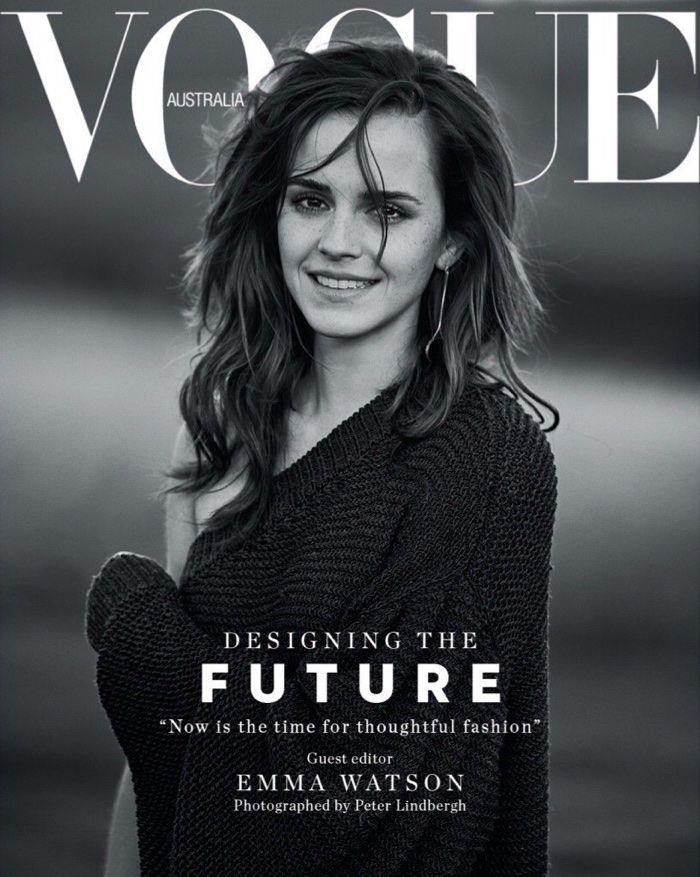 VOGUE
AUSTRALIA
DESIGNING THE
FUTURE
“Now is the time for thoughtful fashion”
Guest editor
EMMA WATSON
Photographed by Peter Lindbergh